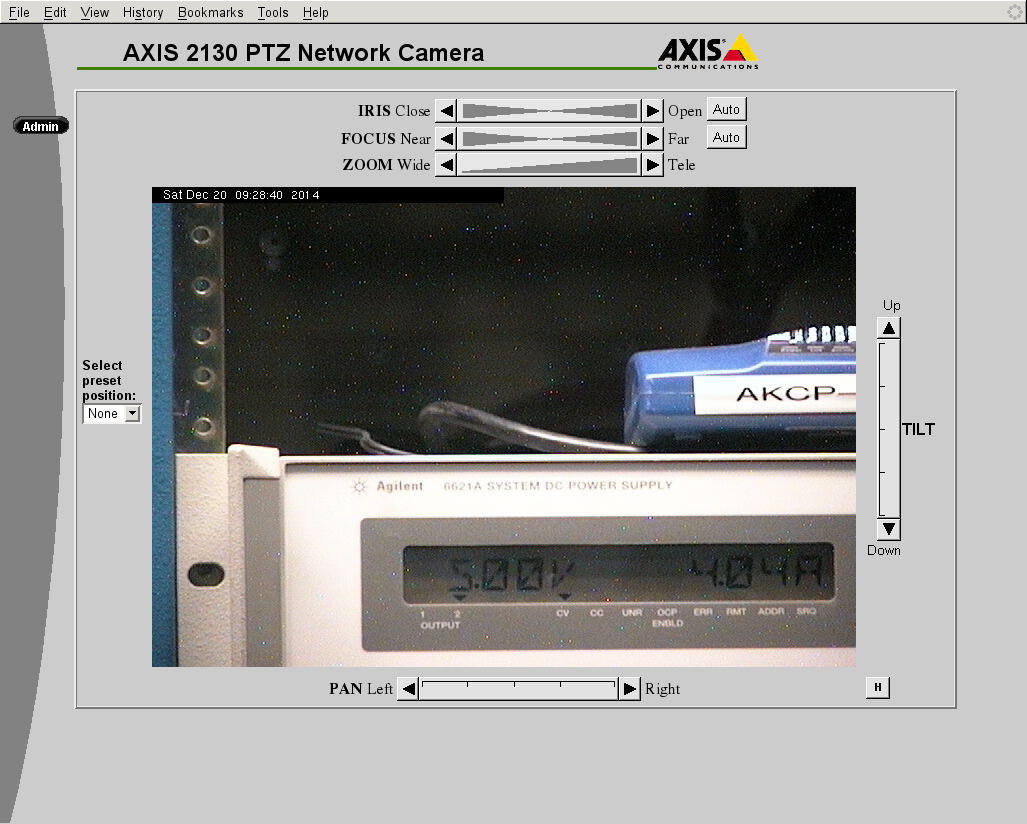 File Edit View History Bookmarks Tools Help
AXIS 2130 PTZ Network Camera
AXIS
COMMUNICATIONS
Admin
IRIS Close Open Auto
FOCUS Near Far Auto
ZOOM Wide Tele
Sat Dec 20 09:28:40 2014
Up
Select
preset
position:
None
AKCP-
TILT
Agilent 6621A SYSTEM DC POWER SUPPLY
Down
5.00V 4.04A
1 2 CV CC UNR OCP ERR RMT ADDR SRQ
OUTPUT ENBLD
PAN Left Right
H